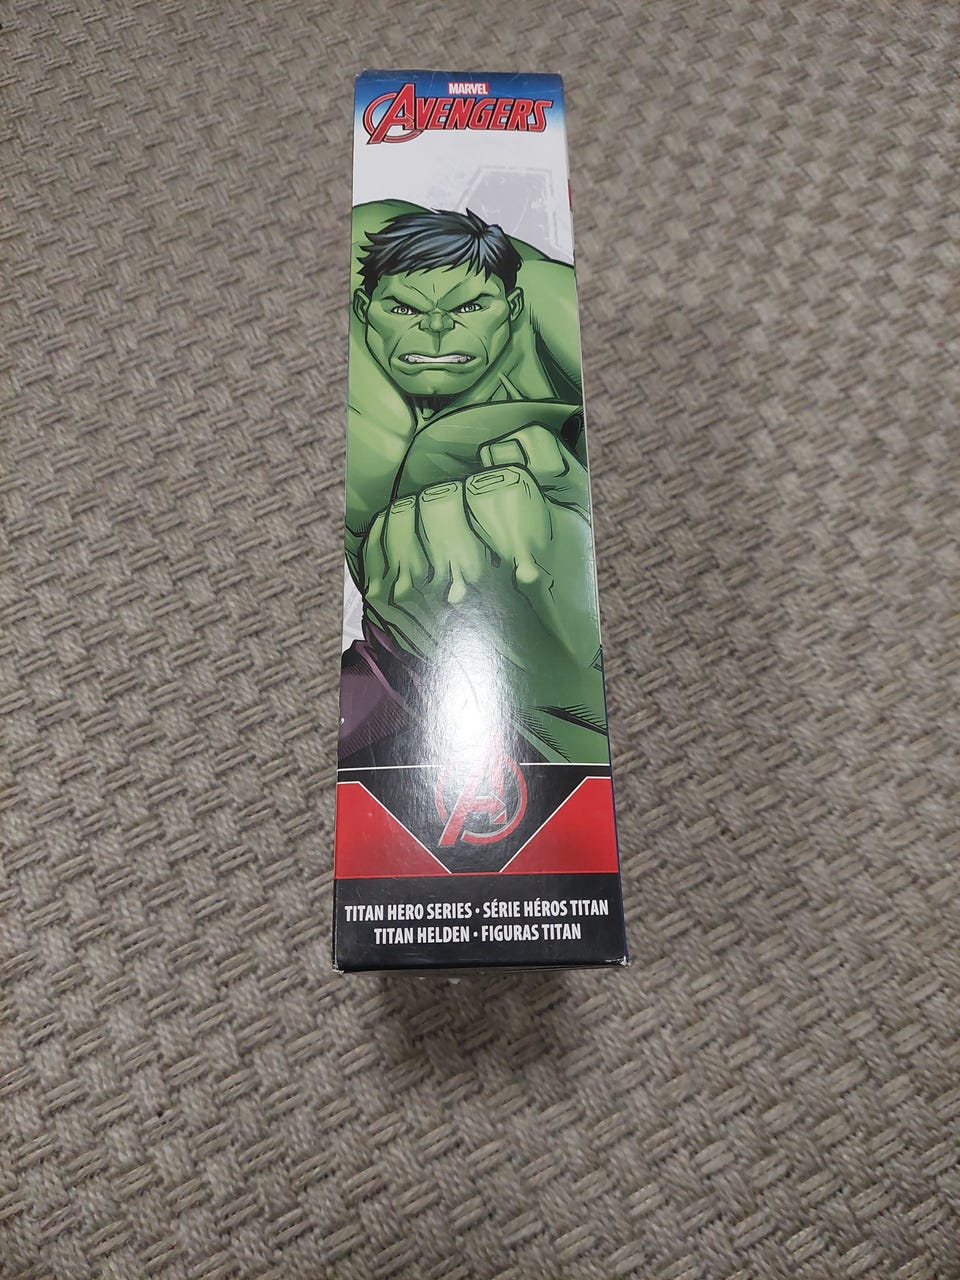 MARVEL
AVENGERS
A
TITAN HERO SERIES • SÉRIE HÉROS TITAN
TITAN HELDEN • FIGURAS TITAN